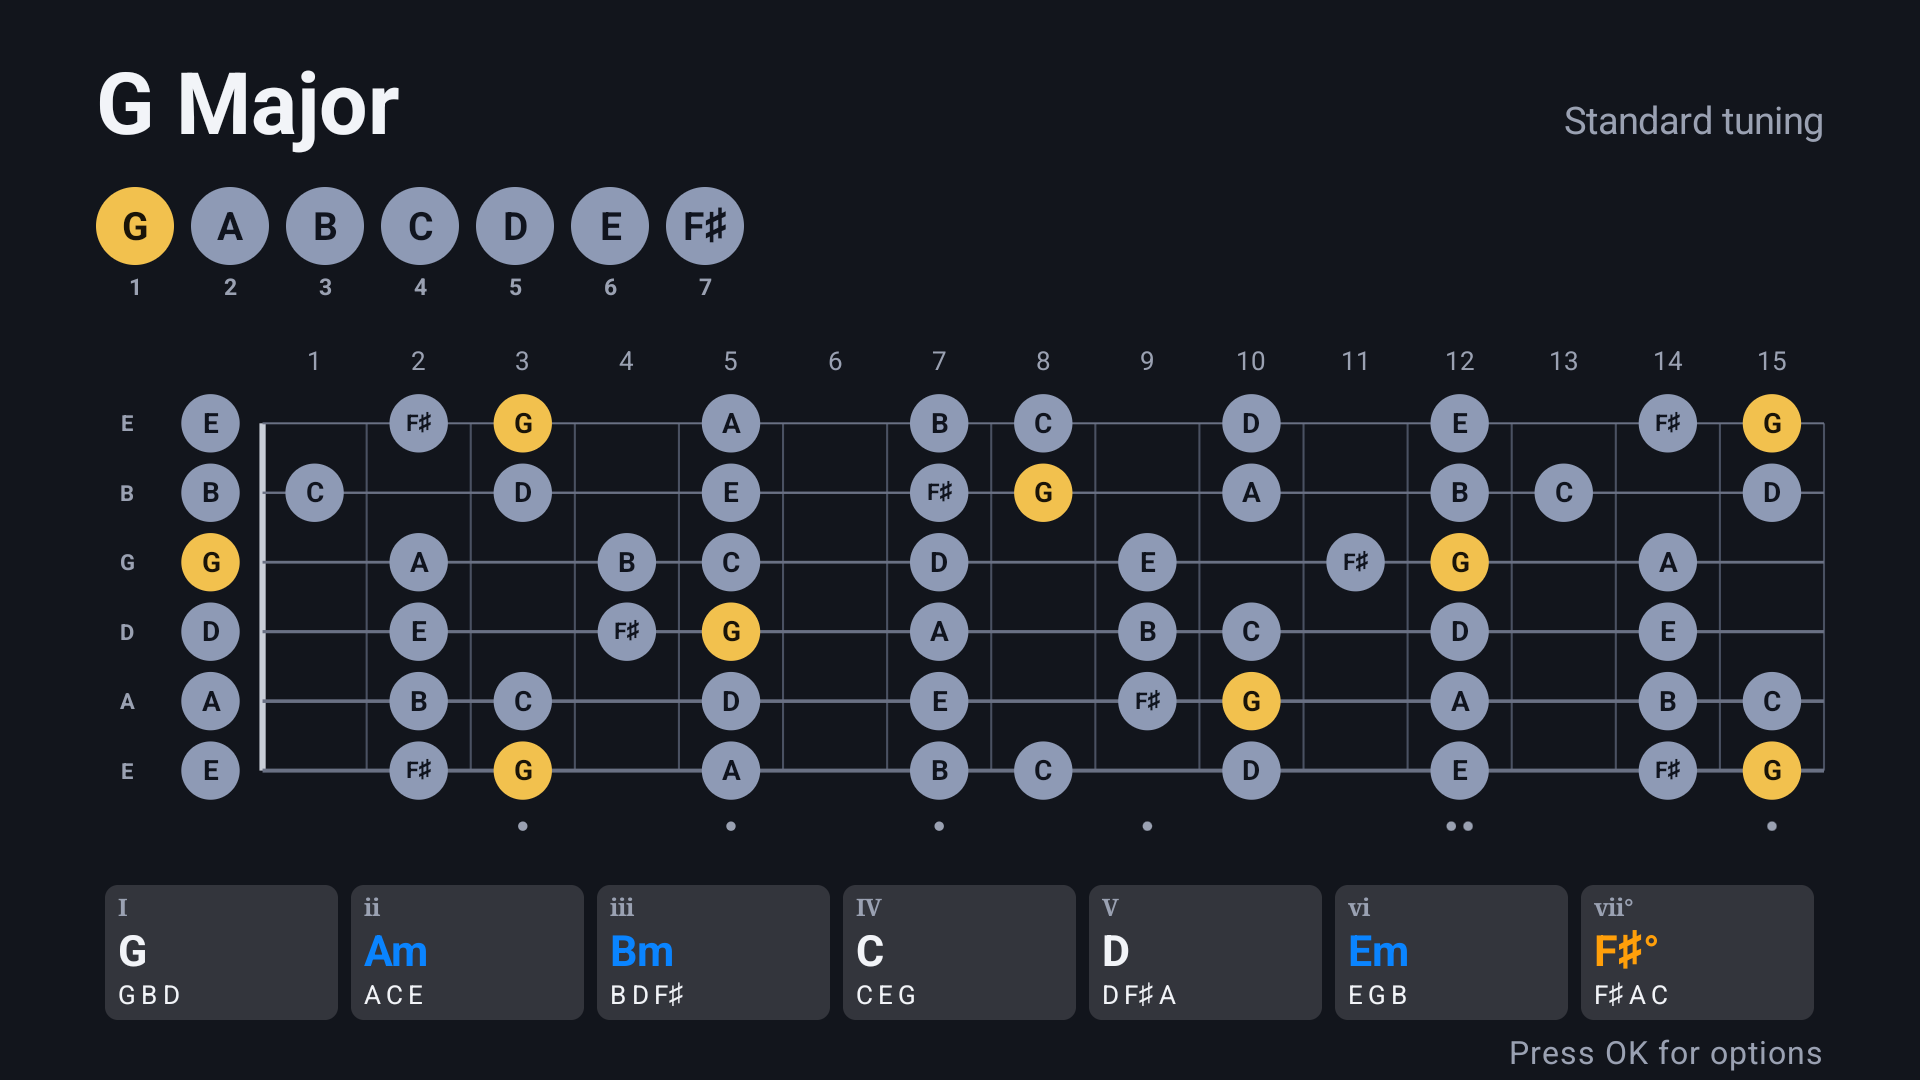 G Major
Standard tuning
G A B C D E F♯
1 2 3 4 5 6 7
1 2 3 4 5 6 7 8 9 10 11 12 13 14 15
E E F♯ G A B C D E F♯ G
B B C D E F♯ G A B C D
G G A B C D E F♯ G A
D D E F♯ G A B C D E
A A B C D E F♯ G A B C
E E F♯ G A B C D E F♯ G
I ii iii IV V vi vii°
G Am Bm C D Em F♯°
G B D A C E B D F♯ C E G D F♯ A E G B F♯ A C
Press OK for options